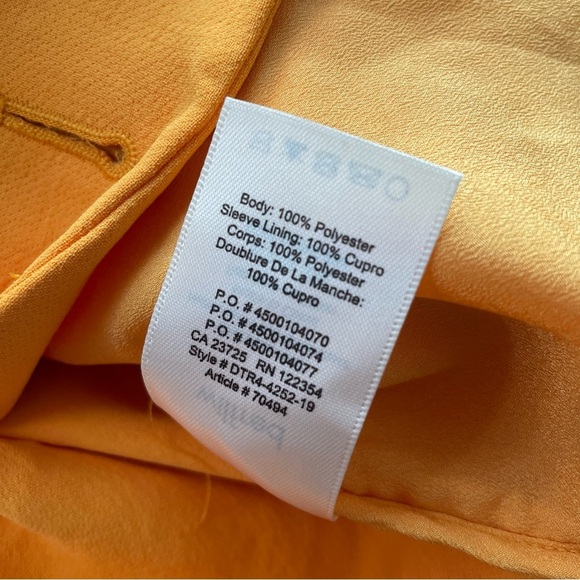 Body: 100% Polyester
Sleeve Lining: 100% Cupro
Corps: 100% Polyester
Doublure De La Manche:
100% Cupro
P.O. # 4500104070
P.O. # 4500104074
P.O. # 4500104077
CA 23725 RN 122354
Style # DTR4-4252-19
Article # 70494